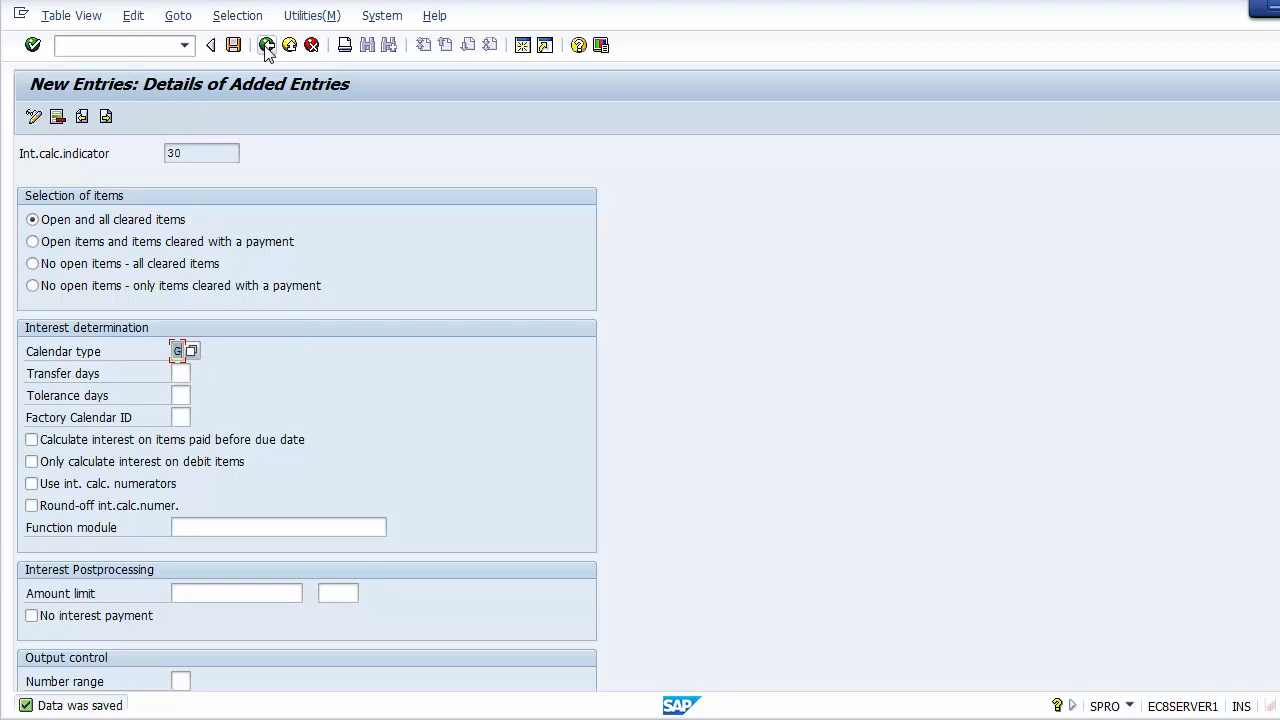 Table View Edit Goto Selection Utilities(M) System Help
New Entries: Details of Added Entries
Int.calc.indicator 30
Selection of items
Open and all cleared items
Open items and items cleared with a payment
No open items - all cleared items
No open items - only items cleared with a payment
Interest determination
Calendar type G
Transfer days
Tolerance days
Factory Calendar ID
Calculate interest on items paid before due date
Only calculate interest on debit items
Use int. calc. numerators
Round-off int.calc.numer.
Function module
Interest Postprocessing
Amount limit
No interest payment
Output control
Number range
Data was saved SAP SPRO EC8SERVER1 INS